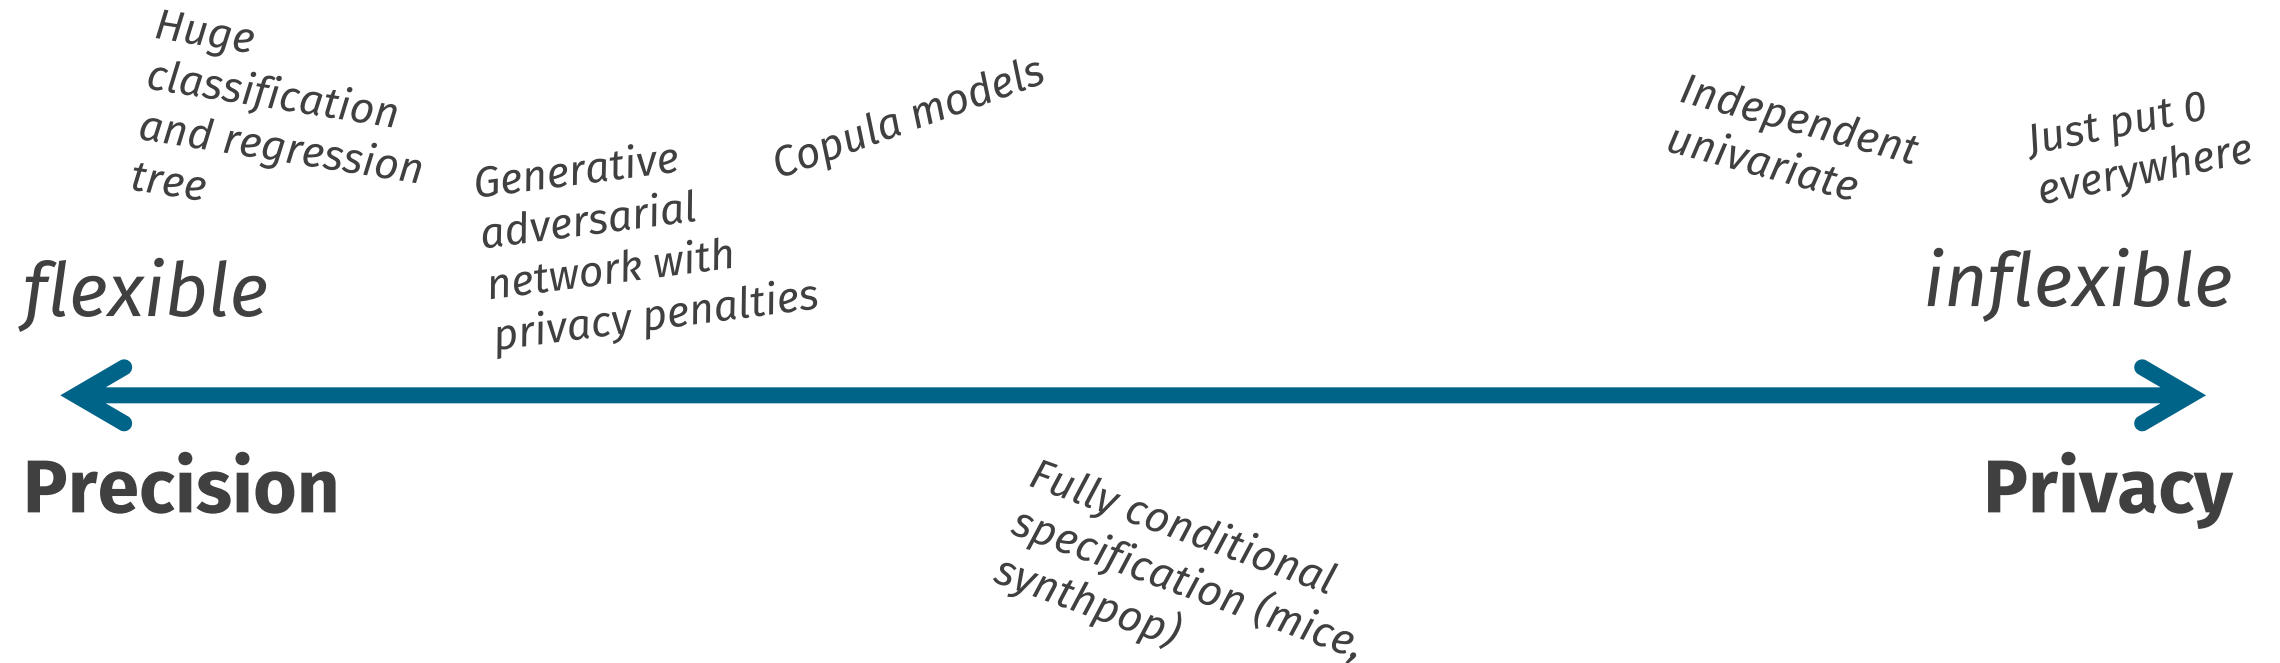 Huge
classification
and regression
tree
Generative
adversarial
network with
privacy penalties
Copula models
Independent
univariate
Just put 0
everywhere
flexible
inflexible
Precision
Privacy
Fully conditional
specification (mice,
synthpop)